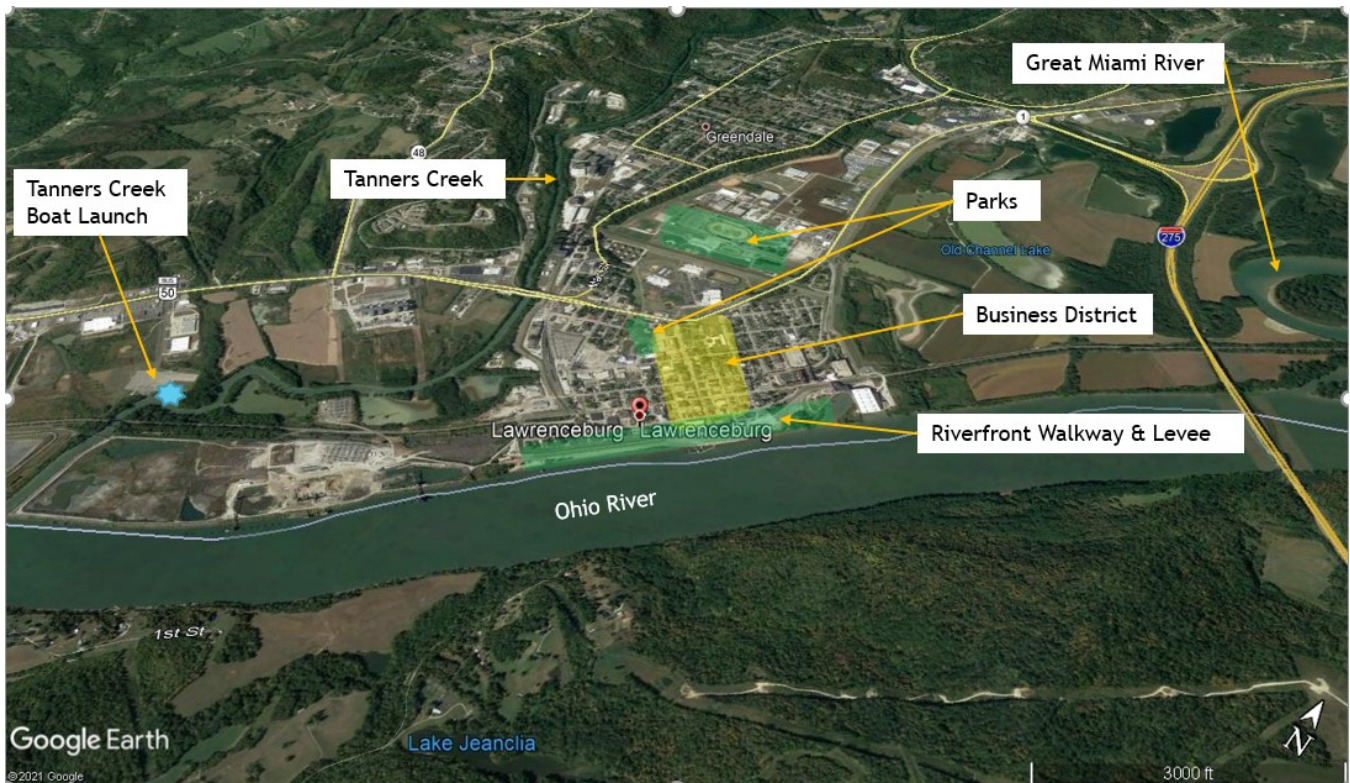 Great Miami River
1
Greendale
48
Tanners Creek
Tanners Creek
Boat Launch
Parks
275
Old Channel Lake
BUS
50
Business District
Lawrenceburg
Lawrenceburg
Riverfront Walkway & Levee
Ohio River
1st St
Google Earth
Lake Jeanclia
N
©2021 Google
3000 ft